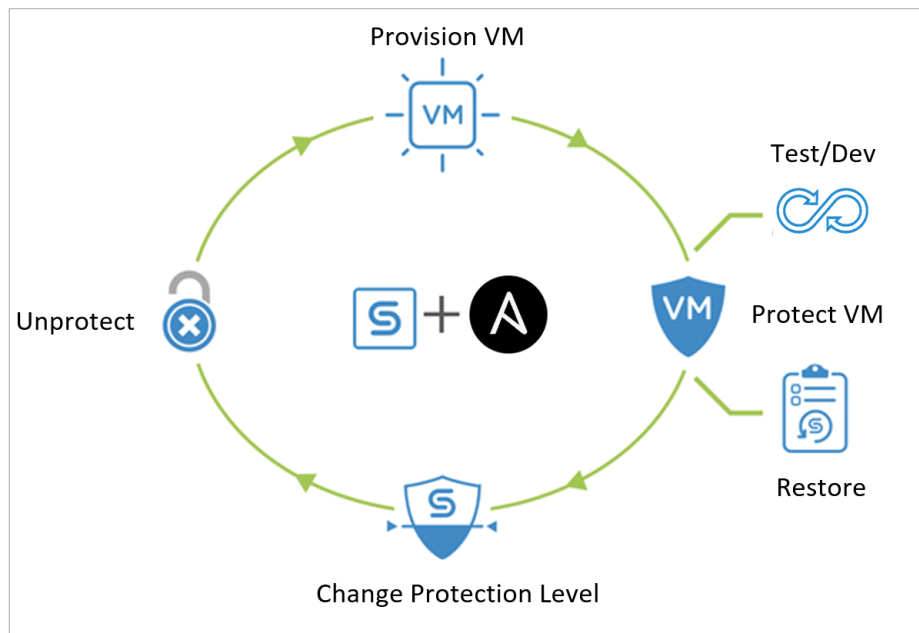 Provision VM
VM
Test/Dev
Unprotect
S
VM
Protect VM
S
Restore
S
Change Protection Level